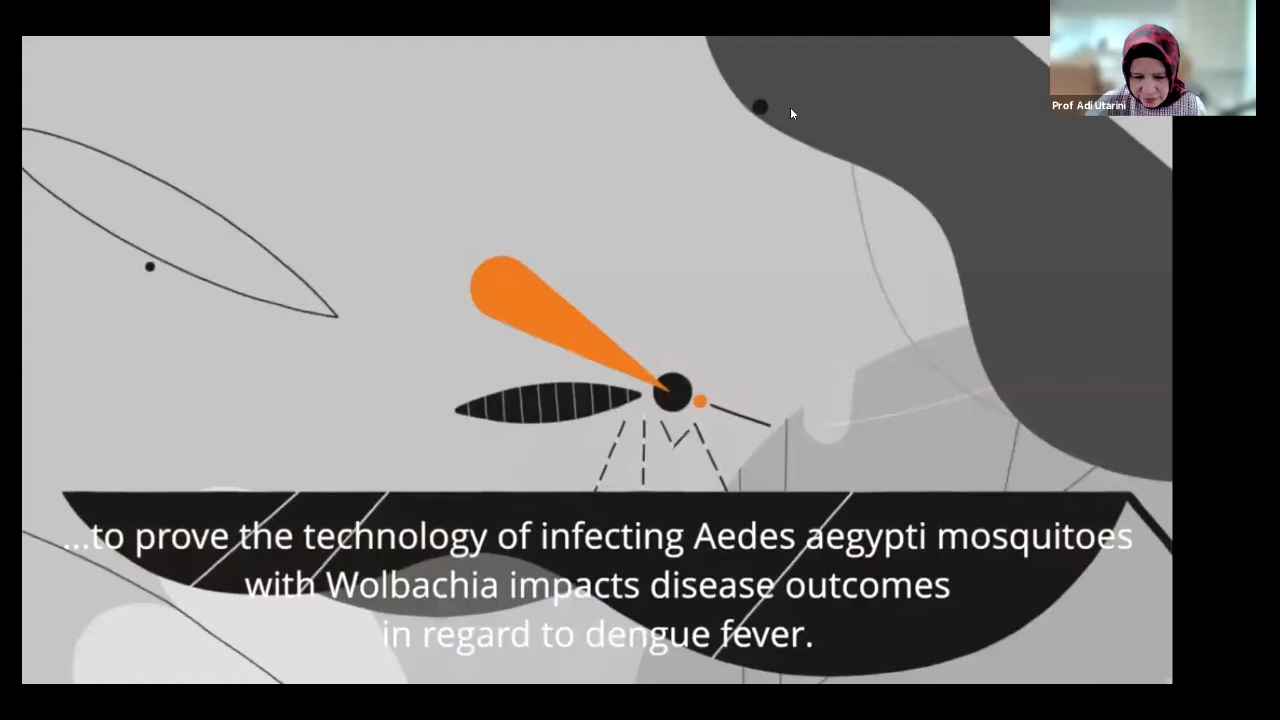 Prof Adi Utarini
...to prove the technology of infecting Aedes aegypti mosquitoes
with Wolbachia impacts disease outcomes
in regard to dengue fever.